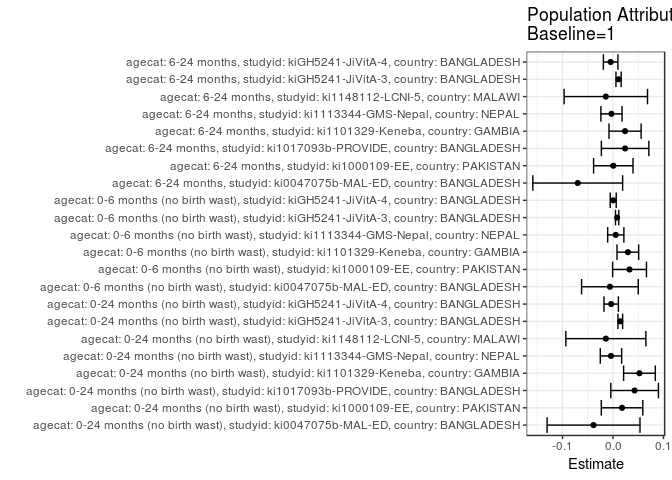 Population Attribut
Baseline=1
agecat: 6-24 months, studyid: kiGH5241-JiVitA-4, country: BANGLADESH
agecat: 6-24 months, studyid: kiGH5241-JiVitA-3, country: BANGLADESH
agecat: 6-24 months, studyid: ki1148112-LCNI-5, country: MALAWI
agecat: 6-24 months, studyid: ki1113344-GMS-Nepal, country: NEPAL
agecat: 6-24 months, studyid: ki1101329-Keneba, country: GAMBIA
agecat: 6-24 months, studyid: ki1017093b-PROVIDE, country: BANGLADESH
agecat: 6-24 months, studyid: ki1000109-EE, country: PAKISTAN
agecat: 6-24 months, studyid: ki0047075b-MAL-ED, country: BANGLADESH
agecat: 0-6 months (no birth wast), studyid: kiGH5241-JiVitA-4, country: BANGLADESH
agecat: 0-6 months (no birth wast), studyid: kiGH5241-JiVitA-3, country: BANGLADESH
agecat: 0-6 months (no birth wast), studyid: ki1113344-GMS-Nepal, country: NEPAL
agecat: 0-6 months (no birth wast), studyid: ki1101329-Keneba, country: GAMBIA
agecat: 0-6 months (no birth wast), studyid: ki1000109-EE, country: PAKISTAN
agecat: 0-6 months (no birth wast), studyid: ki0047075b-MAL-ED, country: BANGLADESH
agecat: 0-24 months (no birth wast), studyid: kiGH5241-JiVitA-4, country: BANGLADESH
agecat: 0-24 months (no birth wast), studyid: kiGH5241-JiVitA-3, country: BANGLADESH
agecat: 0-24 months (no birth wast), studyid: ki1148112-LCNI-5, country: MALAWI
agecat: 0-24 months (no birth wast), studyid: ki1113344-GMS-Nepal, country: NEPAL
agecat: 0-24 months (no birth wast), studyid: ki1101329-Keneba, country: GAMBIA
agecat: 0-24 months (no birth wast), studyid: ki1017093b-PROVIDE, country: BANGLADESH
agecat: 0-24 months (no birth wast), studyid: ki1000109-EE, country: PAKISTAN
agecat: 0-24 months (no birth wast), studyid: ki0047075b-MAL-ED, country: BANGLADESH
-0.1 0.0 0.1
Estimate